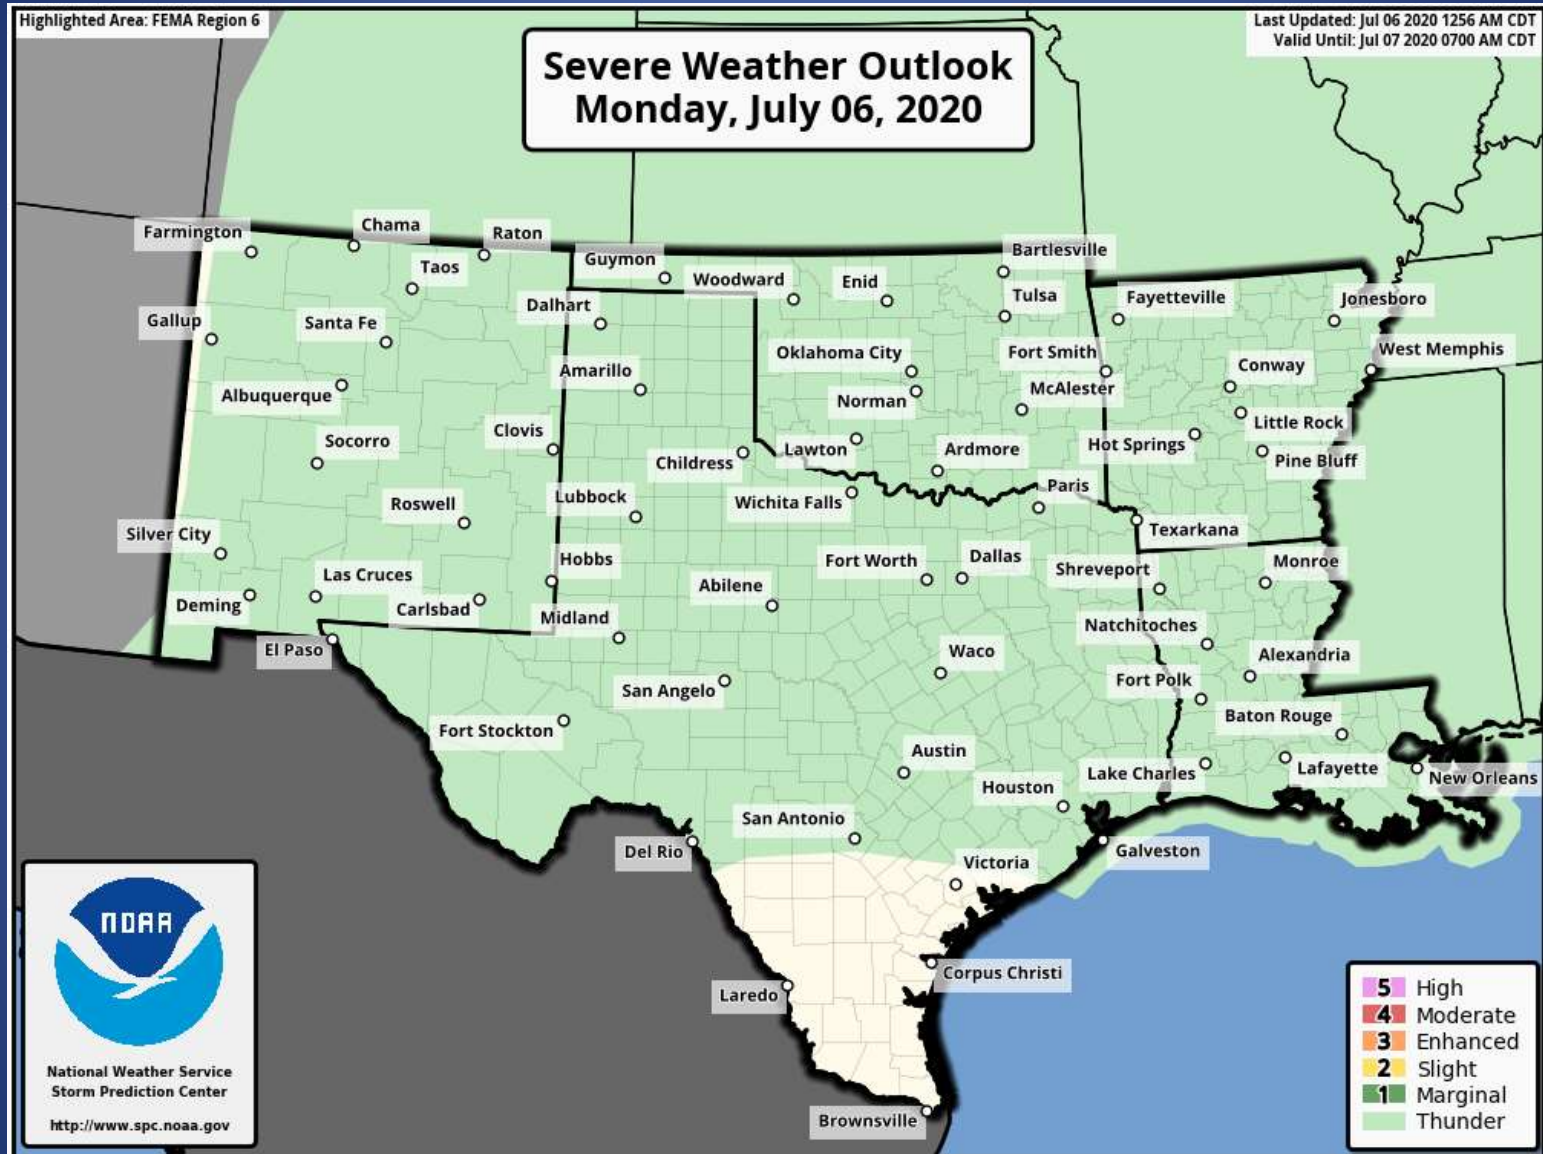 Highlighted Area: FEMA Region 6
Last Updated: Jul 06 2020 1256 AM CDT
Valid Until: Jul 07 2020 0700 AM CDT
Severe Weather Outlook
Monday, July 06, 2020
Farmington
Chama
Raton
Taos
Guymon
Woodward
Enid
Bartlesville
Tulsa
Fayetteville
Jonesboro
Gallup
Santa Fe
Dalhart
Oklahoma City
Fort Smith
West Memphis
Conway
Albuquerque
Amarillo
Norman
McAlester
Little Rock
Socorro
Clovis
Childress
Lawton
Ardmore
Hot Springs
Pine Bluff
Roswell
Lubbock
Wichita Falls
Paris
Texarkana
Silver City
Hobbs
Fort Worth
Dallas
Shreveport
Monroe
Las Cruces
Deming
Carlsbad
Midland
Abilene
Natchitoches
El Paso
San Angelo
Waco
Alexandria
Fort Polk
Fort Stockton
Baton Rouge
Austin
Houston
Lake Charles
Lafayette
New Orleans
San Antonio
Del Rio
Victoria
Galveston
Corpus Christi
Laredo
Brownsville
NOAA
National Weather Service
Storm Prediction Center
http://www.spc.noaa.gov
5 High
4 Moderate
3 Enhanced
2 Slight
1 Marginal
Thunder